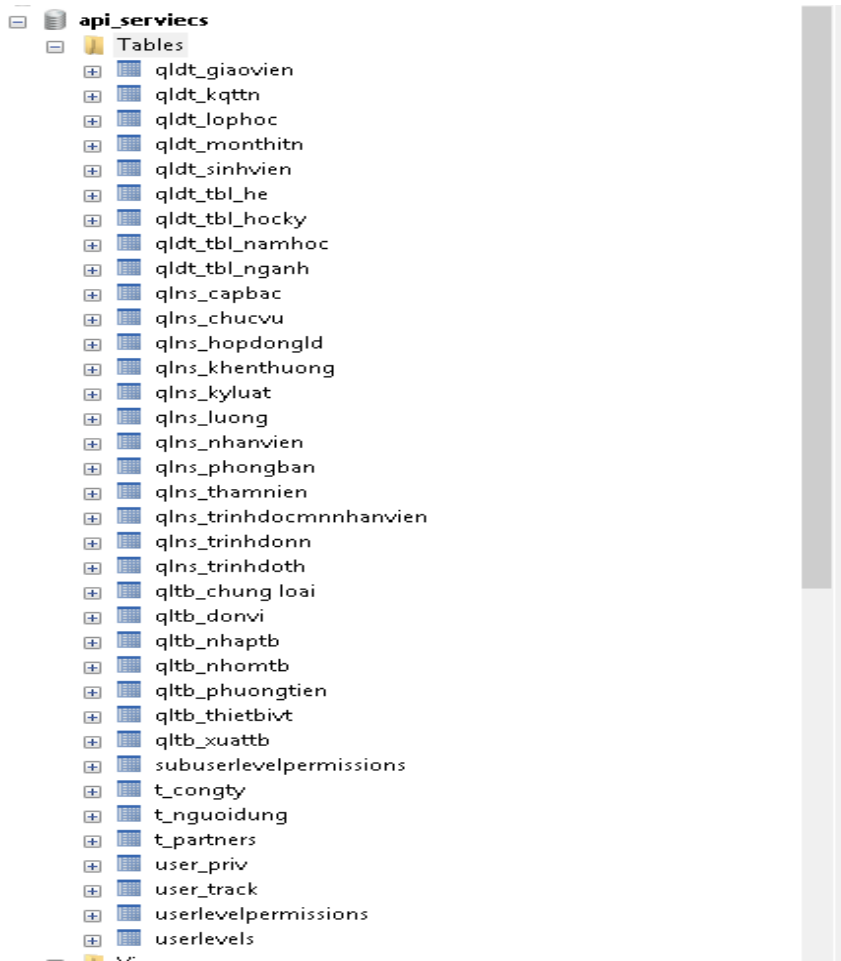 api_serviecs
Tables
qldt_giaovien
qldt_kqttn
qldt_lophoc
qldt_monthitn
qldt_sinhvien
qldt_tbl_he
qldt_tbl_hocky
qldt_tbl_namhoc
qldt_tbl_nganh
qlns_capbac
qlns_chucvu
qlns_hopdongld
qlns_khenthuong
qlns_kyluat
qlns_luong
qlns_nhanvien
qlns_phongban
qlns_thamnien
qlns_trinhdocmnnhanvien
qlns_trinhdonn
qlns_trinhdoth
qltb_chung loai
qltb_donvi
qltb_nhaptb
qltb_nhomtb
qltb_phuongtien
qltb_thietbivt
qltb_xuattb
subuserlevelpermissions
t_congty
t_nguoidung
t_partners
user_priv
user_track
userlevelpermissions
userlevels